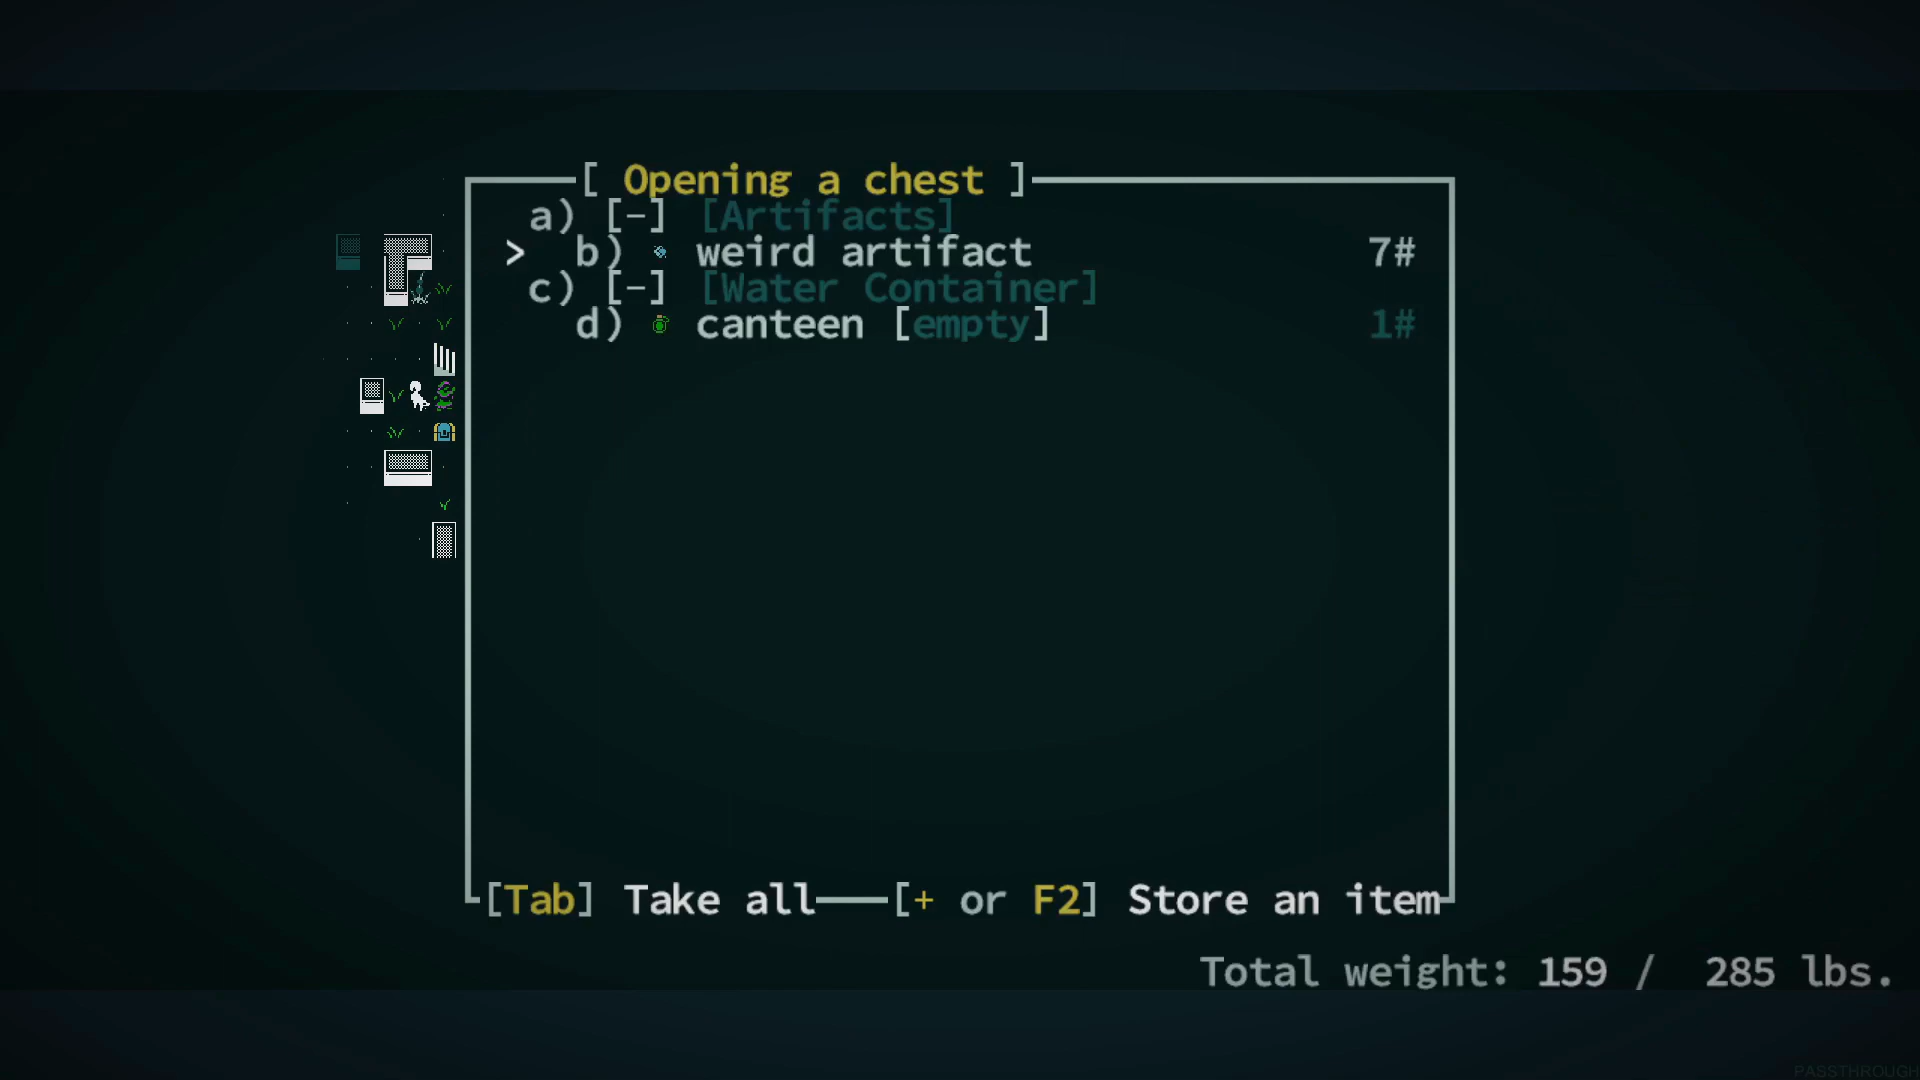 [ Opening a chest ]
a) [-] [Artifacts]
> b) weird artifact 7#
c) [-] [Water Container]
d) canteen [empty] 1#
[Tab] Take all [+ or F2] Store an item
Total weight: 159 / 285 lbs.
PASSTHROUGH